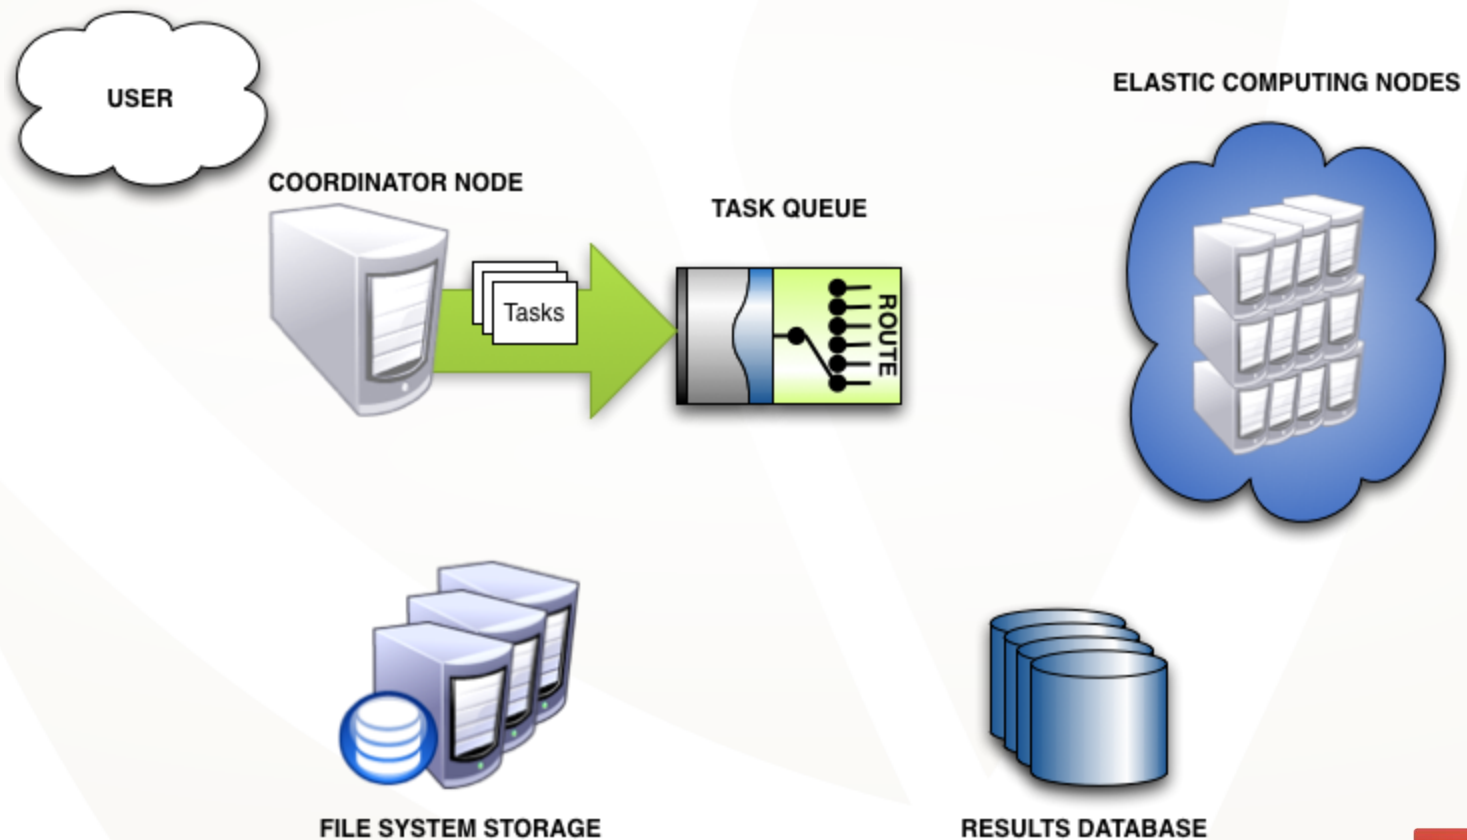 USER
ELASTIC COMPUTING NODES
COORDINATOR NODE
TASK QUEUE
Tasks
ROUTE
FILE SYSTEM STORAGE
RESULTS DATABASE